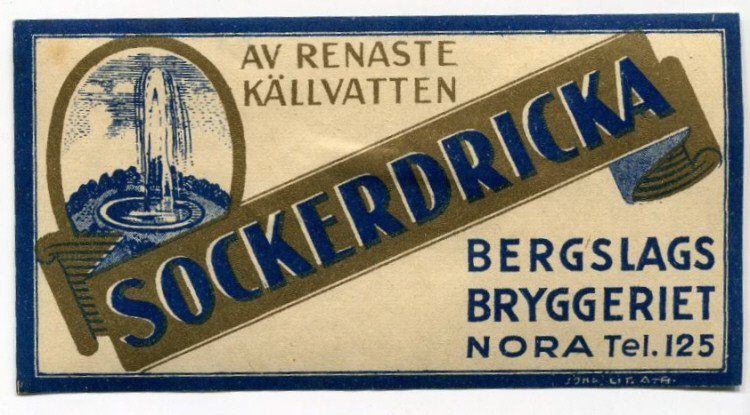 AV RENASTE
KÄLLVATTEN
SOCKERDRICKA
BERGSLAGS
BRYGGERIET
NORA Tel. 125